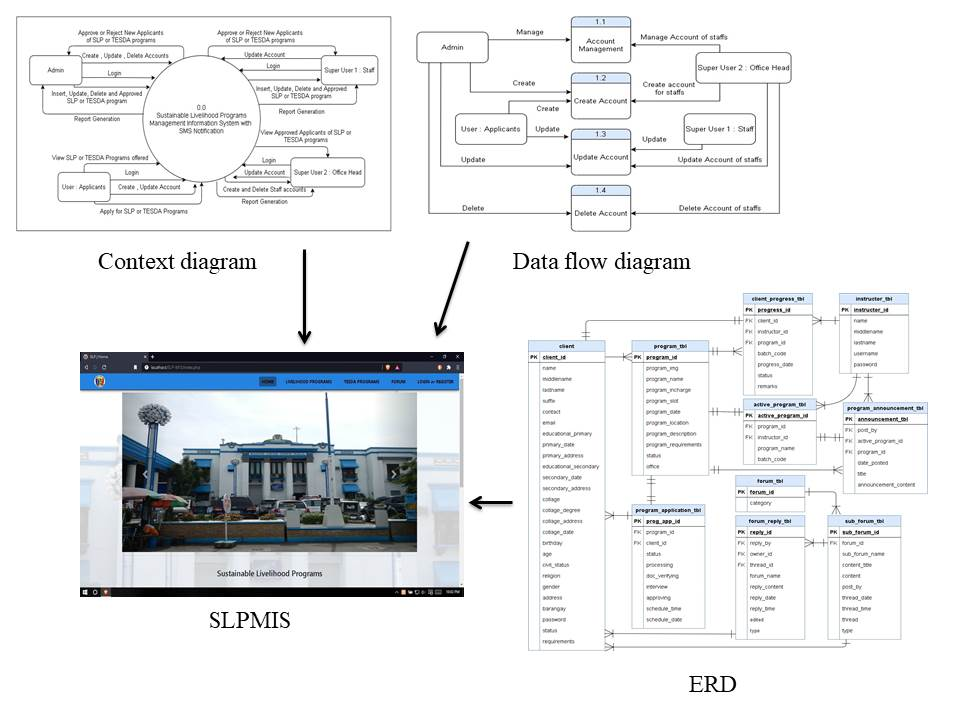 Approve or Reject New Applicants
of SLP or TESDA programs
Create , Update , Delete Accounts
Admin
Login
Insert, Update, Delete and Approved
SLP or TESDA program
Report Generation
Approve or Reject New Applicants
of SLP or TESDA programs
Update Account
Login
Super User 1 : Staff
Insert, Update, Delete and Approved
SLP or TESDA program
Report Generation
0.0
Sustainable Livelihood Programs
Management Information System with
SMS Notification
View Approved Applicants of SLP or
TESDA programs
Login
Update Account
Super User 2 : Office Head
Create and Delete Staff accounts
Report Generation
View SLP or TESDA Programs offered
Login
User : Applicants
Create , Update Account
Apply for SLP or TESDA Programs
Context diagram
Admin
Manage
1.1
Account
Management
Manage Account of staffs
Super User 2 : Office Head
Create
1.2
Create Account
Create account
for staffs
Create
User : Applicants
Update
1.3
Update Account
Update
Super User 1 : Staff
Update
Update Account of staffs
1.4
Delete Account
Delete
Delete Account of staffs
Data flow diagram
SLP | Home
localhost/SLP-MIS/index.php
HOME
LIVELIHOOD PROGRAMS
TESDA PROGRAMS
FORUM
LOGIN or REGISTER
Sustainable Livelihood Programs
SLPMIS
client
PK client_id
name
middlename
lastname
suffix
contact
email
educational_primary
primary_date
primary_address
educational_secondary
secondary_date
secondary_address
collage
collage_degree
collage_address
collage_date
birthday
age
civil_status
religion
gender
address
barangay
password
status
requirements
program_tbl
PK program_id
program_img
program_name
program_incharge
program_slot
program_date
program_location
program_description
program_requirements
status
office
program_application_tbl
PK prog_app_id
FK program_id
FK client_id
status
processing
doc_verifying
interview
approving
schedule_time
schedule_date
client_progress_tbl
PK progress_id
FK client_id
FK instructor_id
FK program_id
batch_code
progress_date
status
remarks
instructor_tbl
PK instructor_id
name
middlename
lastname
username
password
active_program_tbl
PK active_program_id
FK program_id
FK instructor_id
program_name
batch_code
program_announcement_tbl
PK announcement_id
FK post_by
FK active_program_id
FK program_id
date_posted
title
announcement_content
forum_tbl
PK forum_id
category
forum_reply_tbl
PK reply_id
FK reply_by
FK owner_id
FK thread_id
forum_name
reply_content
reply_date
reply_time
edited
type
sub_forum_tbl
PK sub_forum_id
FK forum_id
sub_forum_name
content_title
content
post_by
thread_date
thread_time
thread
type
ERD